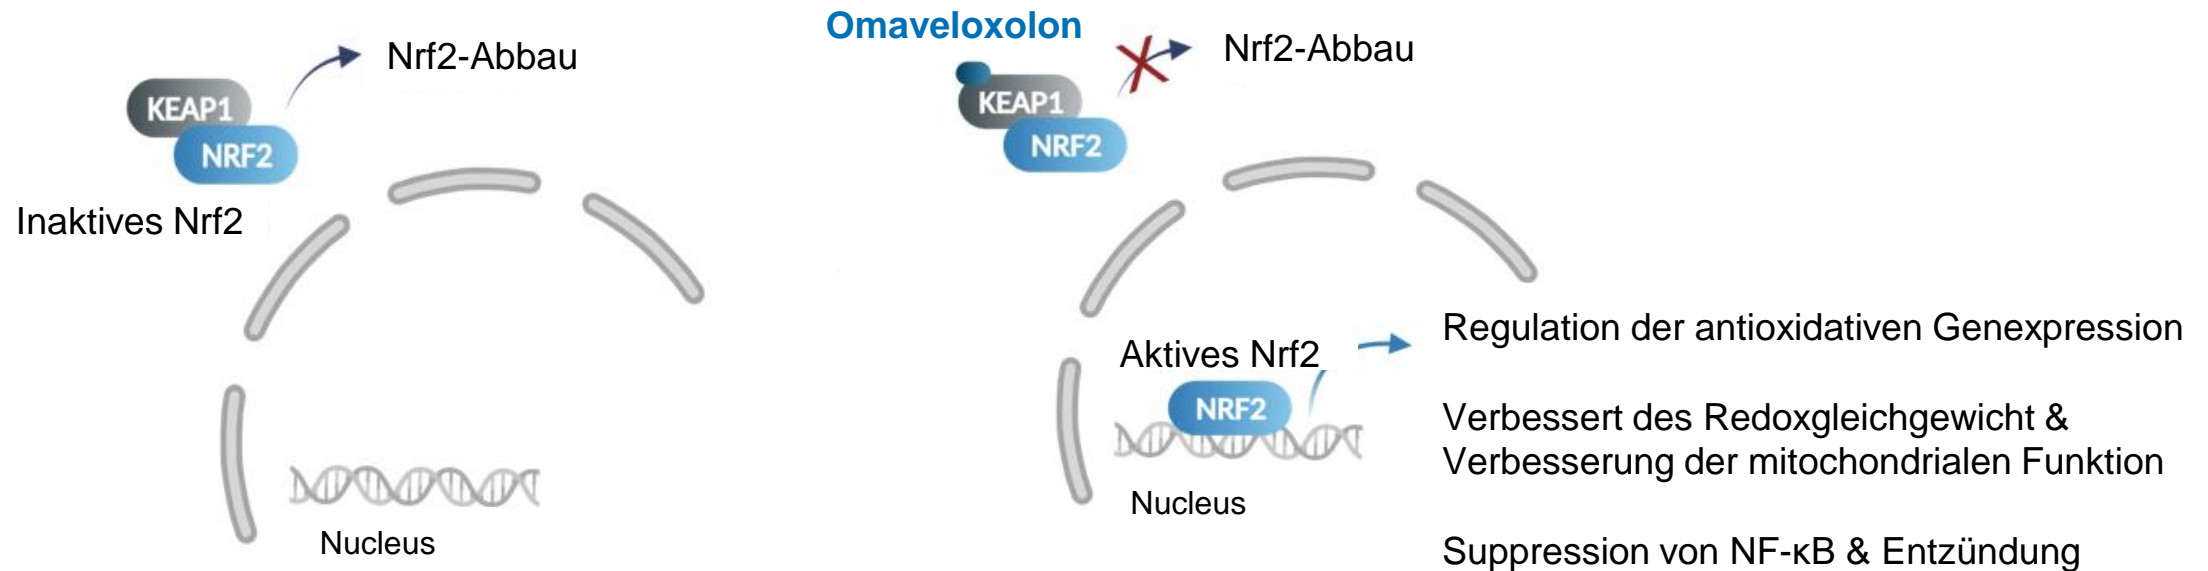 Nrf2-Abbau
KEAP1
NRF2
Inaktives Nrf2
Nucleus
Omaveloxolon
Nrf2-Abbau
KEAP1
NRF2
Aktives Nrf2
NRF2
Nucleus
Regulation der antioxidativen Genexpression
Verbessert des Redoxgleichgewicht &
Verbesserung der mitochondrialen Funktion
Suppression von NF-κB & Entzündung